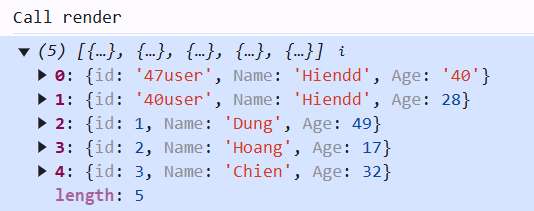 Call render
(5) [{…}, {…}, {…}, {…}, {…}] i
0: {id: '47user', Name: 'Hiendd', Age: '40'}
1: {id: '40user', Name: 'Hiendd', Age: 28}
2: {id: 1, Name: 'Dung', Age: 49}
3: {id: 2, Name: 'Hoang', Age: 17}
4: {id: 3, Name: 'Chien', Age: 32}
length: 5